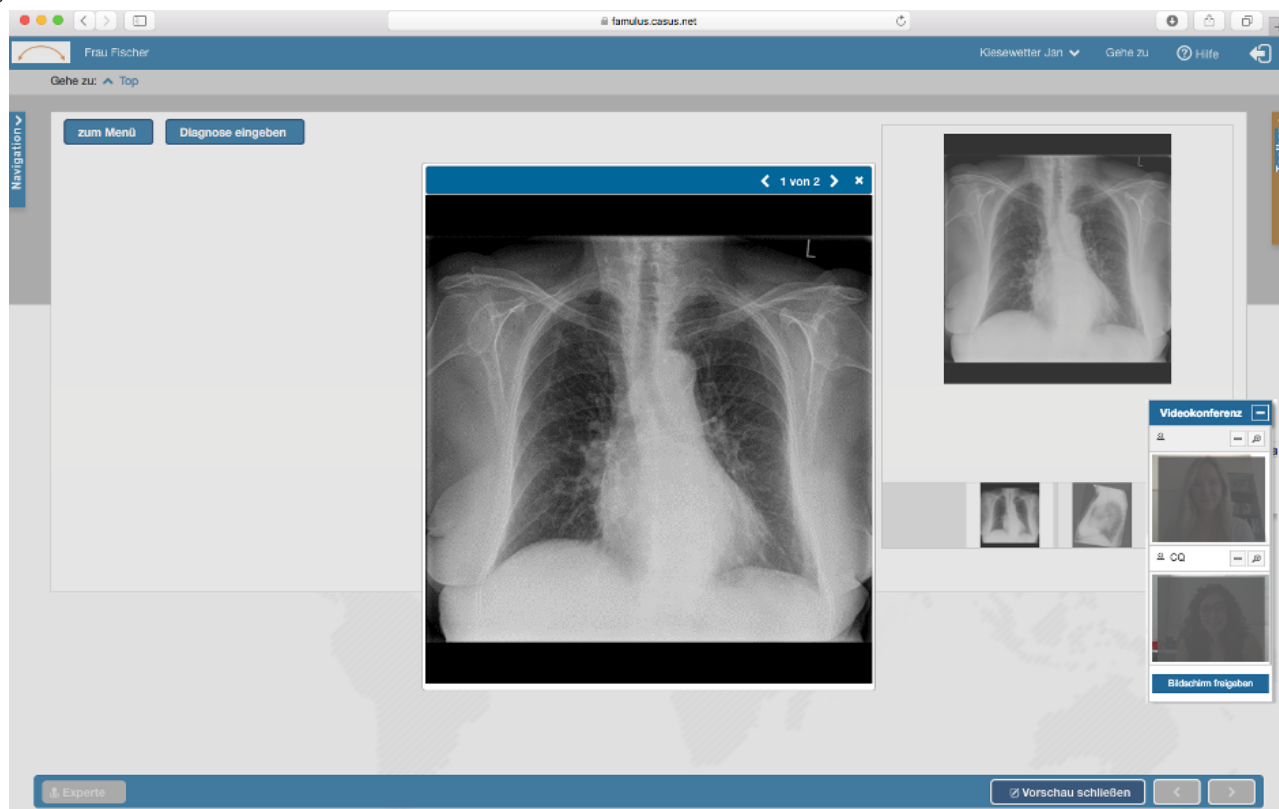 famulus.casus.net
Frau Fischer
Kiesewetter Jan
Gehe zu
Hilfe
Gehe zu:
Top
Navigation
zum Menü
Diagnose eingeben
1 von 2
L
L
Videokonferenz
CQ
Bildschirm freigeben
Experte
Vorschau schließen